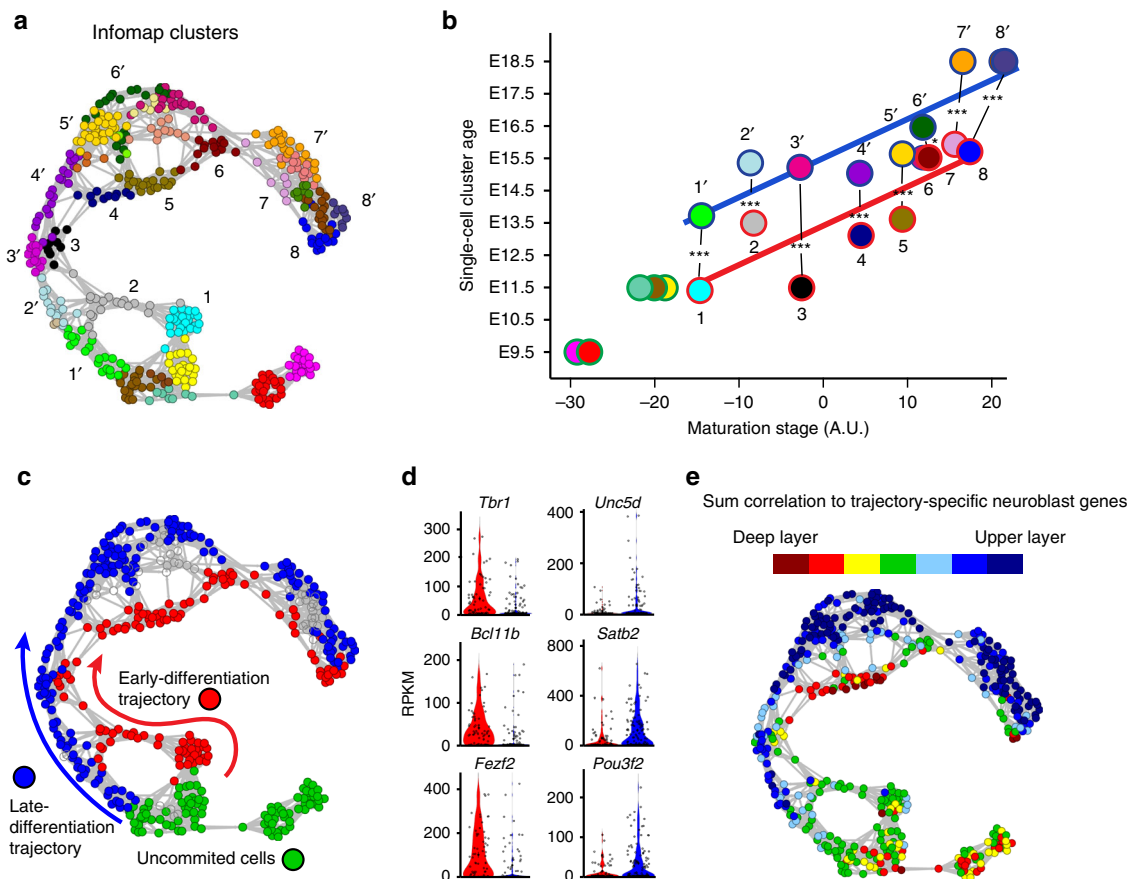 a
Infomap clusters
6′
5′
4′
3′
2′
1′
1
2
3
4
5
6
7
7′
8′
8
b
Single-cell cluster age
E18.5
E17.5
E16.5
E15.5
E14.5
E13.5
E12.5
E11.5
E10.5
E9.5
7′ 8′
6′
5′
4′
3′
2′
1′
***
***
*
***
***
***
***
***
1
2
3
4
5
6
7
8
−30 −20 −10 0 10 20
Maturation stage (A.U.)
c
Early-differentiation
trajectory
Late-
differentiation
trajectory
Uncommited cells
d
RPKM
Tbr1
300
200
100
0
Unc5d
400
200
0
Bcl11b
200
100
0
Satb2
800
400
0
Fezf2
400
200
0
Pou3f2
200
100
0
e
Sum correlation to trajectory-specific neuroblast genes
Deep layer Upper layer